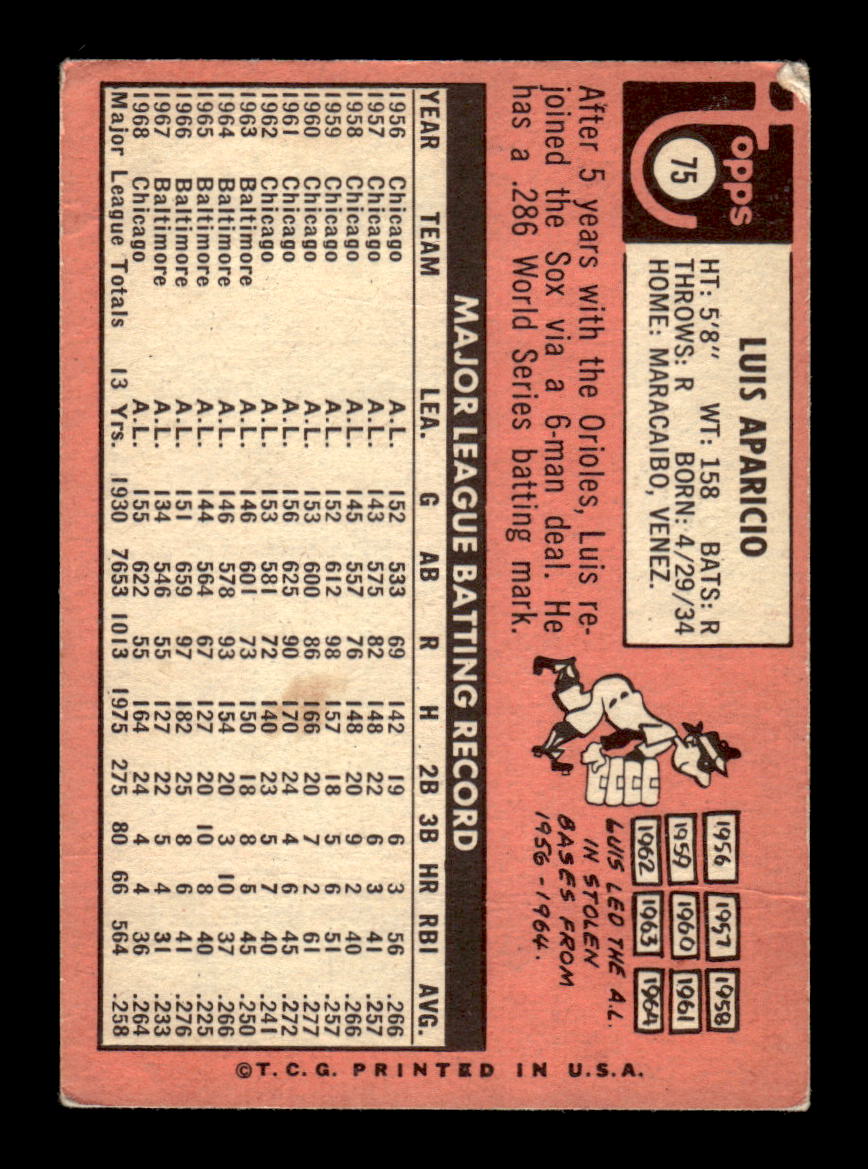 Topps
75
LUIS APARICIO
HT: 5'8" WT: 158 BATS: R
THROWS: R BORN: 4/29/34
HOME: MARACAIBO, VENEZ.
After 5 years with the Orioles, Luis re-
joined the Sox via a 6-man deal. He
has a .286 World Series batting mark.
1956 1957 1958
1959 1960 1961
1962 1963 1964
LUIS LED THE A.L.
IN STOLEN
BASES FROM
1956-1964.
MAJOR LEAGUE BATTING RECORD
YEAR TEAM LEA. G AB R H 2B 3B HR RBI AVG.
1956 Chicago A.L. 152 533 69 142 19 6 3 56 .266
1957 Chicago A.L. 143 575 82 148 22 6 3 41 .257
1958 Chicago A.L. 145 557 76 148 20 9 2 40 .266
1959 Chicago A.L. 152 612 98 157 18 5 6 51 .257
1960 Chicago A.L. 153 600 86 166 20 7 2 61 .277
1961 Chicago A.L. 156 625 90 170 24 4 6 45 .272
1962 Chicago A.L. 153 581 72 140 23 5 7 40 .241
1963 Baltimore A.L. 146 601 73 150 18 8 5 45 .250
1964 Baltimore A.L. 146 578 93 154 20 3 10 37 .266
1965 Baltimore A.L. 144 564 67 127 20 10 8 40 .225
1966 Baltimore A.L. 151 659 97 182 25 8 6 41 .276
1967 Baltimore A.L. 134 546 55 127 22 5 4 31 .233
1968 Chicago A.L. 155 622 55 164 24 4 4 36 .264
Major League Totals 13 Yrs. 1930 7653 1013 1975 275 80 66 564 .258
©T.C.G. PRINTED IN U.S.A.